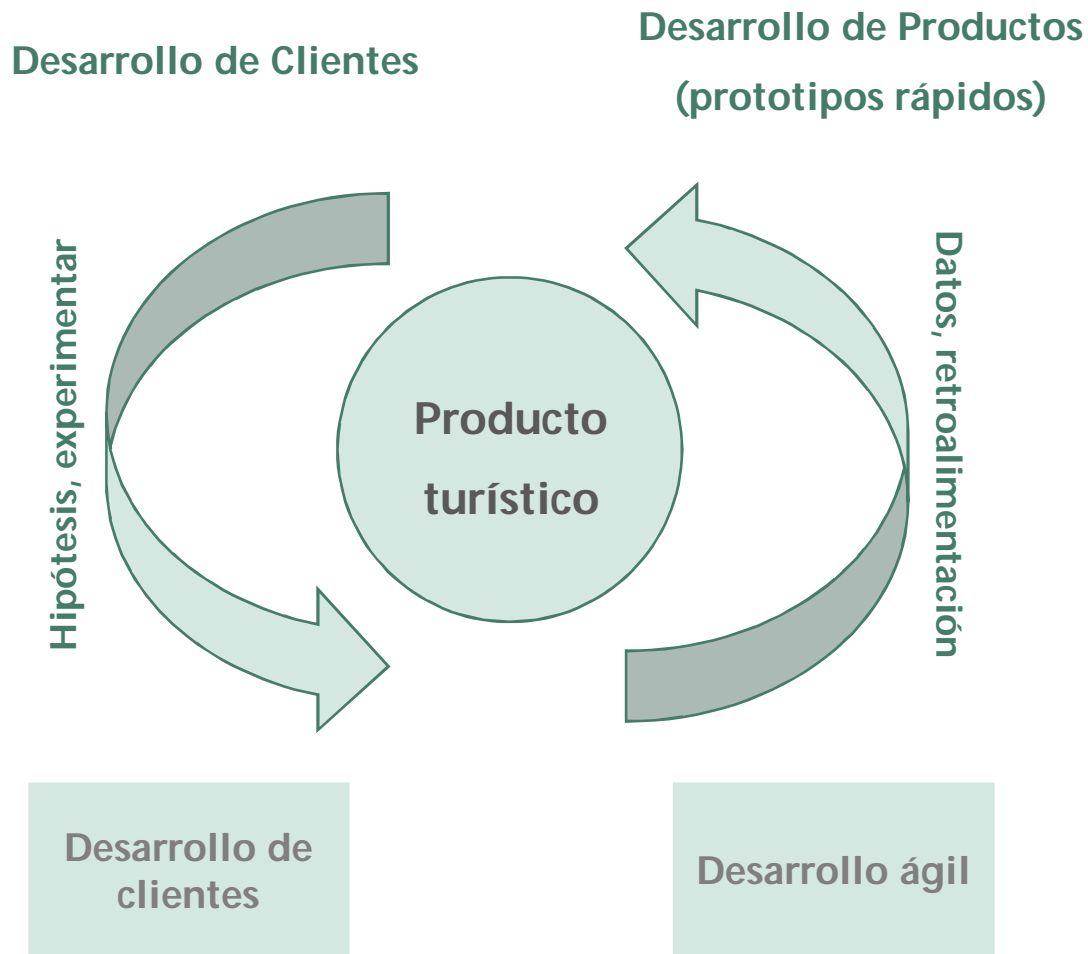 Desarrollo de Clientes
Desarrollo de Productos
(prototipos rápidos)
Hipótesis, experimentar
Producto
turístico
Datos, retroalimentación
Desarrollo de
clientes
Desarrollo ágil